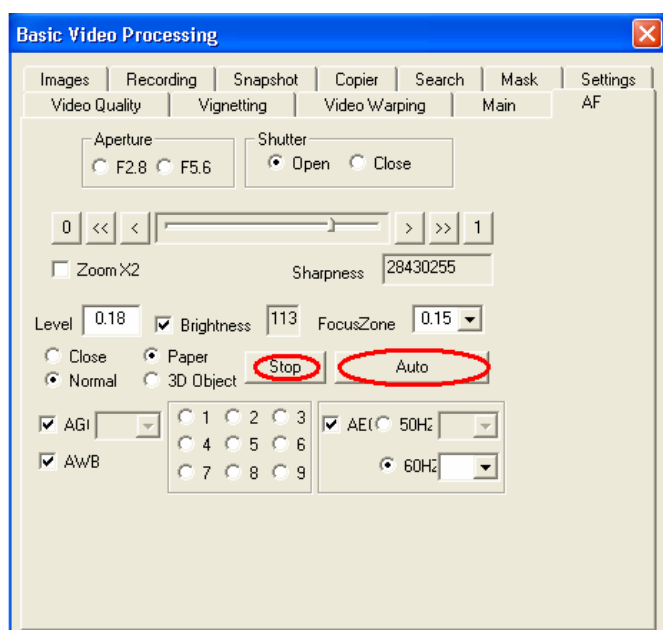 Basic Video Processing
Images Recording Snapshot Copier Search Mask Settings
Video Quality Vignetting Video Warping Main AF
Aperture Shutter
F2.8 F5.6 Open Close
0 << < > >> 1
Zoom X2 Sharpness 28430255
Level 0.18 Brightness 113 FocusZone 0.15
Close Paper Stop Auto
Normal 3D Object
AGI 1 2 3 AE( 50HZ
4 5 6
AWB 60HZ
7 8 9